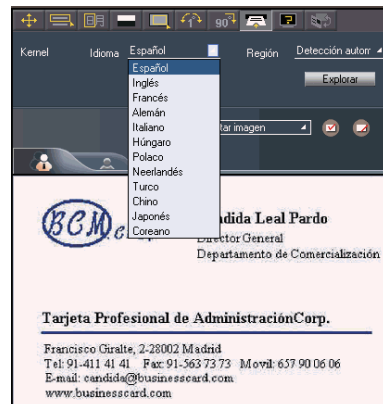 90°
Kernel Idioma Español Región Detección autom
Español
Inglés
Francés
Alemán
Italiano
Húngaro
Polaco
Neerlandés
Turco
Chino
Japonés
Coreano
Explorar
tar imagen
BCM
dida Leal Pardo
Director General
Departamento de Comercialización
Tarjeta Profesional de AdministraciónCorp.
Francisco Giralte, 2-28002 Madrid
Tel: 91-411 41 41 Fax: 91-563 73 73 Movil: 657 90 06 06
E-mail: candida@businesscard.com
www.businesscard.com